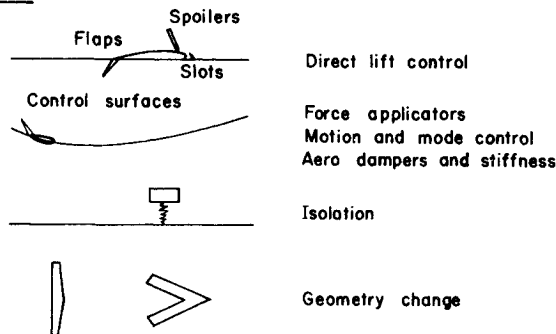 Spoilers
Flaps
Slots
Direct lift control
Control surfaces
Force applicators
Motion and mode control
Aero dampers and stiffness
Isolation
Geometry change